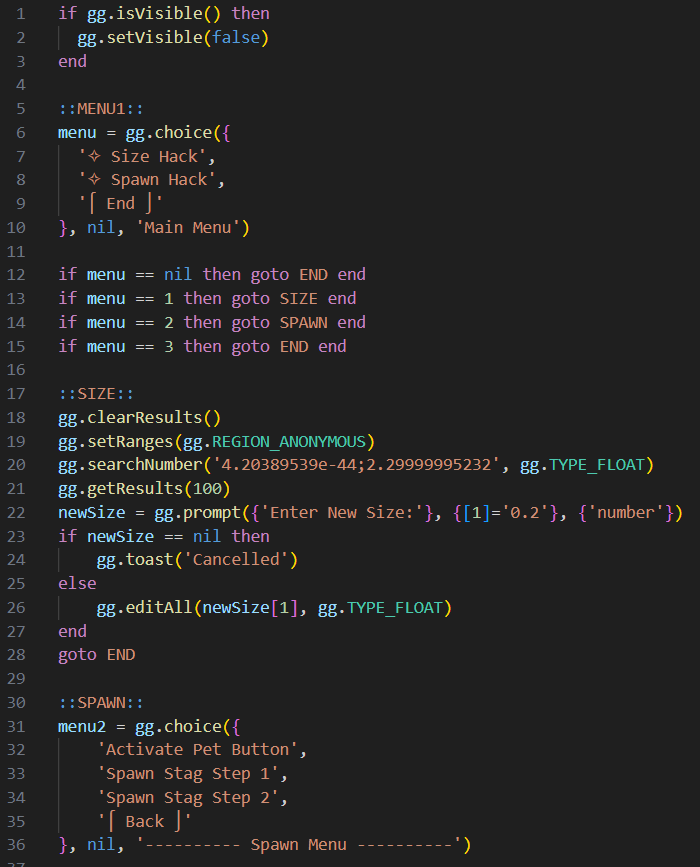 1 if gg.isVisible() then
2   gg.setVisible(false)
3 end
4
5 ::MENU1::
6 menu = gg.choice({
7   '✧ Size Hack',
8   '✧ Spawn Hack',
9   '⌠ End ⌡'
10 }, nil, 'Main Menu')
11
12 if menu == nil then goto END end
13 if menu == 1 then goto SIZE end
14 if menu == 2 then goto SPAWN end
15 if menu == 3 then goto END end
16
17 ::SIZE::
18 gg.clearResults()
19 gg.setRanges(gg.REGION_ANONYMOUS)
20 gg.searchNumber('4.20389539e-44;2.29999995232', gg.TYPE_FLOAT)
21 gg.getResults(100)
22 newSize = gg.prompt({'Enter New Size:'}, {[1]='0.2'}, {'number'})
23 if newSize == nil then
24     gg.toast('Cancelled')
25 else
26     gg.editAll(newSize[1], gg.TYPE_FLOAT)
27 end
28 goto END
29
30 ::SPAWN::
31 menu2 = gg.choice({
32     'Activate Pet Button',
33     'Spawn Stag Step 1',
34     'Spawn Stag Step 2',
35     '⌠ Back ⌡'
36 }, nil, '---------- Spawn Menu ----------')